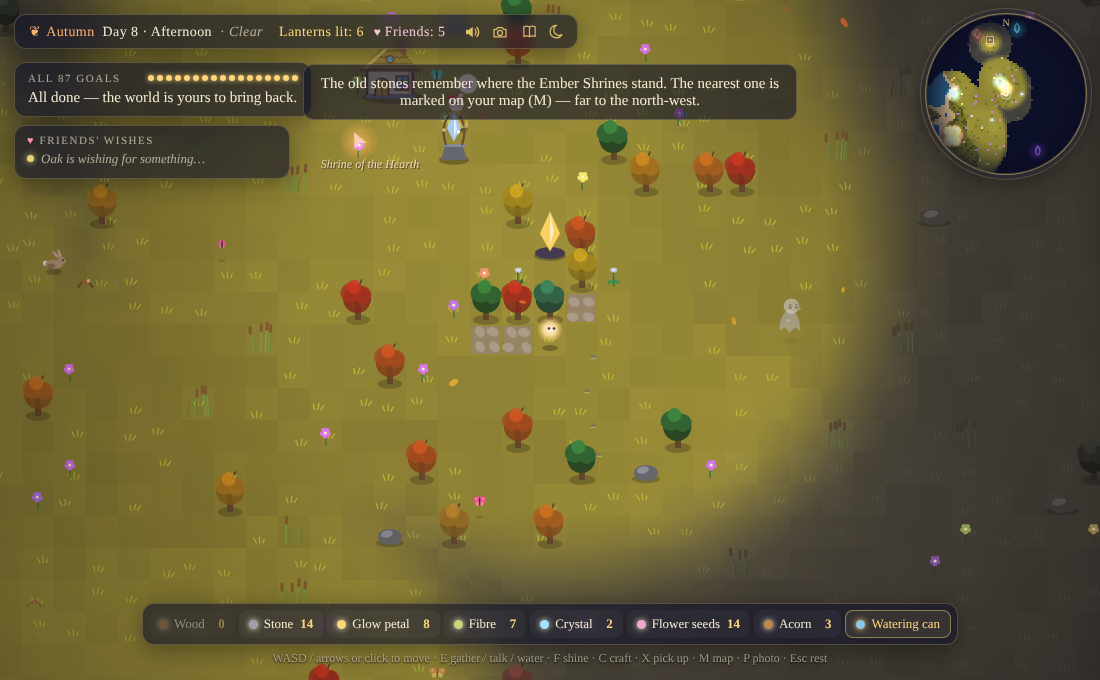 Autumn Day 8 · Afternoon · Clear Lanterns lit: 6 ♥ Friends: 5
N
ALL 87 GOALS
All done — the world is yours to bring back.
The old stones remember where the Ember Shrines stand. The nearest one is
marked on your map (M) — far to the north-west.
♥ FRIENDS' WISHES
Oak is wishing for something…
Shrine of the Hearth
Wood 0 Stone 14 Glow petal 8 Fibre 7 Crystal 2 Flower seeds 14 Acorn 3 Watering can
WASD / arrows or click to move · E gather / talk / water · F shine · C craft · X pick up · M map · P photo · Esc rest